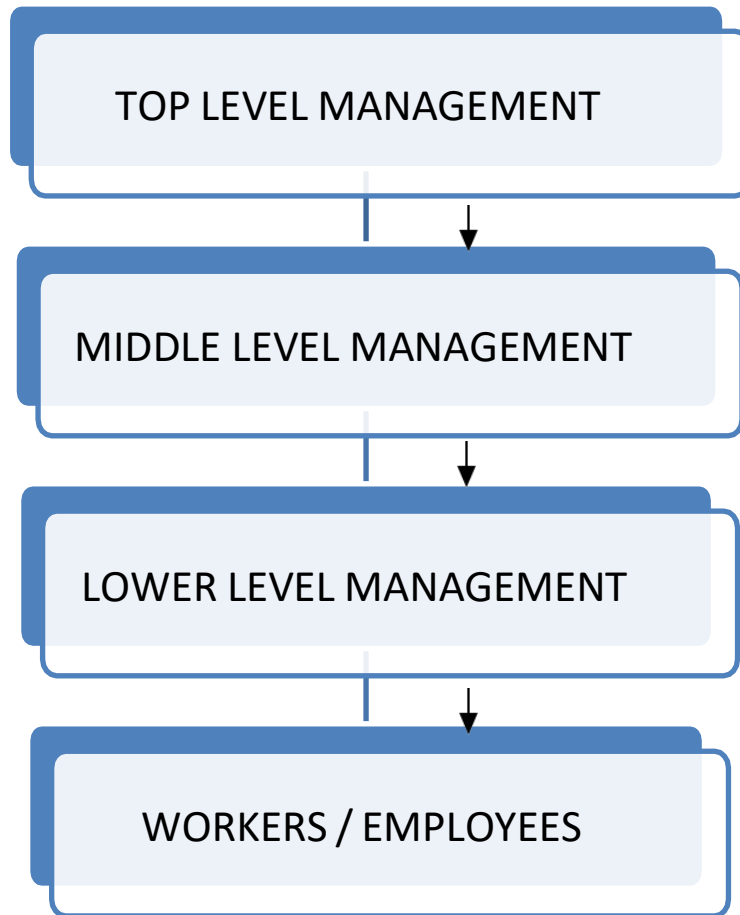 TOP LEVEL MANAGEMENT
MIDDLE LEVEL MANAGEMENT
LOWER LEVEL MANAGEMENT
WORKERS / EMPLOYEES